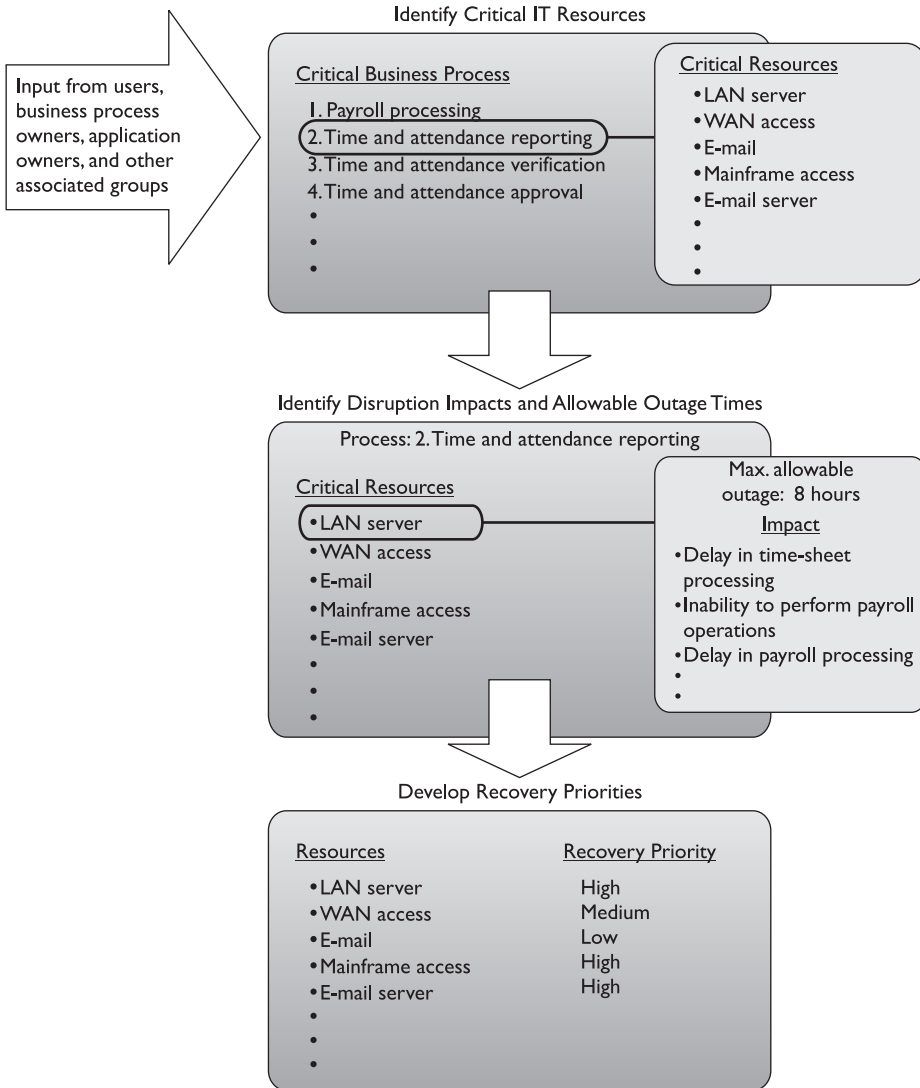 Identify Critical IT Resources
Input from users,
business process
owners, application
owners, and other
associated groups
Critical Business Process
1. Payroll processing
2. Time and attendance reporting
3. Time and attendance verification
4. Time and attendance approval
•
•
•
Critical Resources
• LAN server
• WAN access
• E-mail
• Mainframe access
• E-mail server
•
•
•
Identify Disruption Impacts and Allowable Outage Times
Process: 2. Time and attendance reporting
Critical Resources
• LAN server
• WAN access
• E-mail
• Mainframe access
• E-mail server
•
•
•
Max. allowable
outage: 8 hours
Impact
• Delay in time-sheet
processing
• Inability to perform payroll
operations
• Delay in payroll processing
•
•
Develop Recovery Priorities
Resources Recovery Priority
• LAN server High
• WAN access Medium
• E-mail Low
• Mainframe access High
• E-mail server High
•
•
•